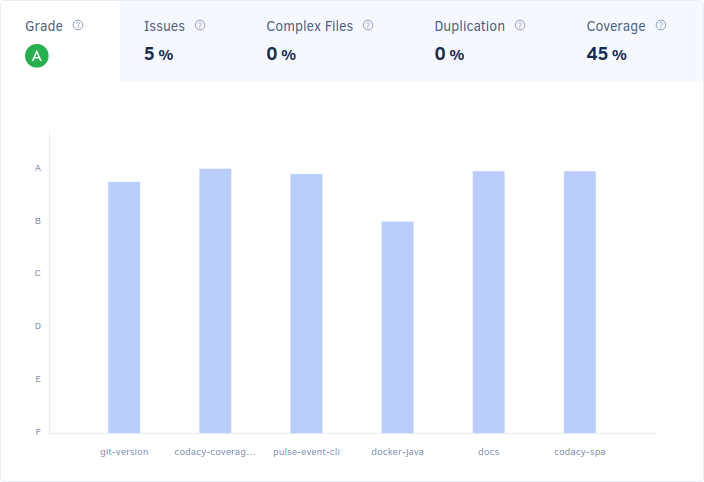 Grade Issues Complex Files Duplication Coverage
A 5 % 0 % 0 % 45 %
A
B
C
D
E
F
git-version codacy-coverag... pulse-event-cli docker-java docs codacy-spa